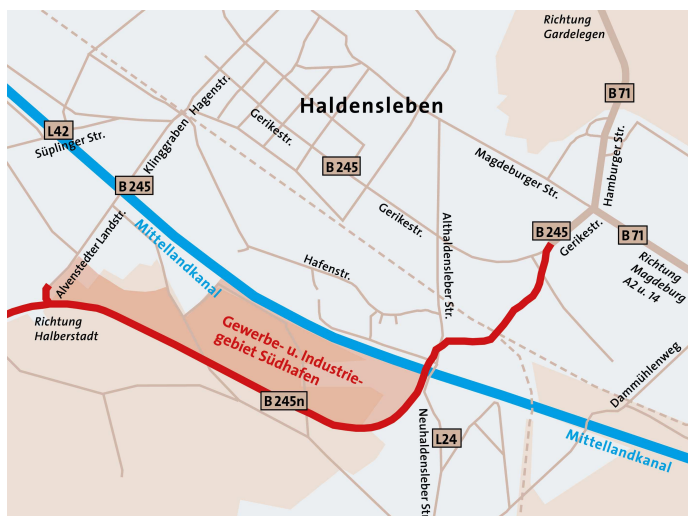 Richtung
Gardelegen
B 71
Haldensleben
Hagenstr.
Gerikestr.
L42
Süplinger Str.
Klinggraben
B 245
B 245
Magdeburger Str.
Hamburger Str.
Gerikestr.
Althaldensleber Str.
B 245
Gerikestr.
B 71
Richtung
Magdeburg
A2 u. 14
Alvenstedter Landstr.
Mittellandkanal
Hafenstr.
Richtung
Halberstadt
Gewerbe- u. Industrie-
gebiet Südhafen
B 245n
Dammühlenweg
Neuhaldensleber Str.
L24
Mittellandkanal